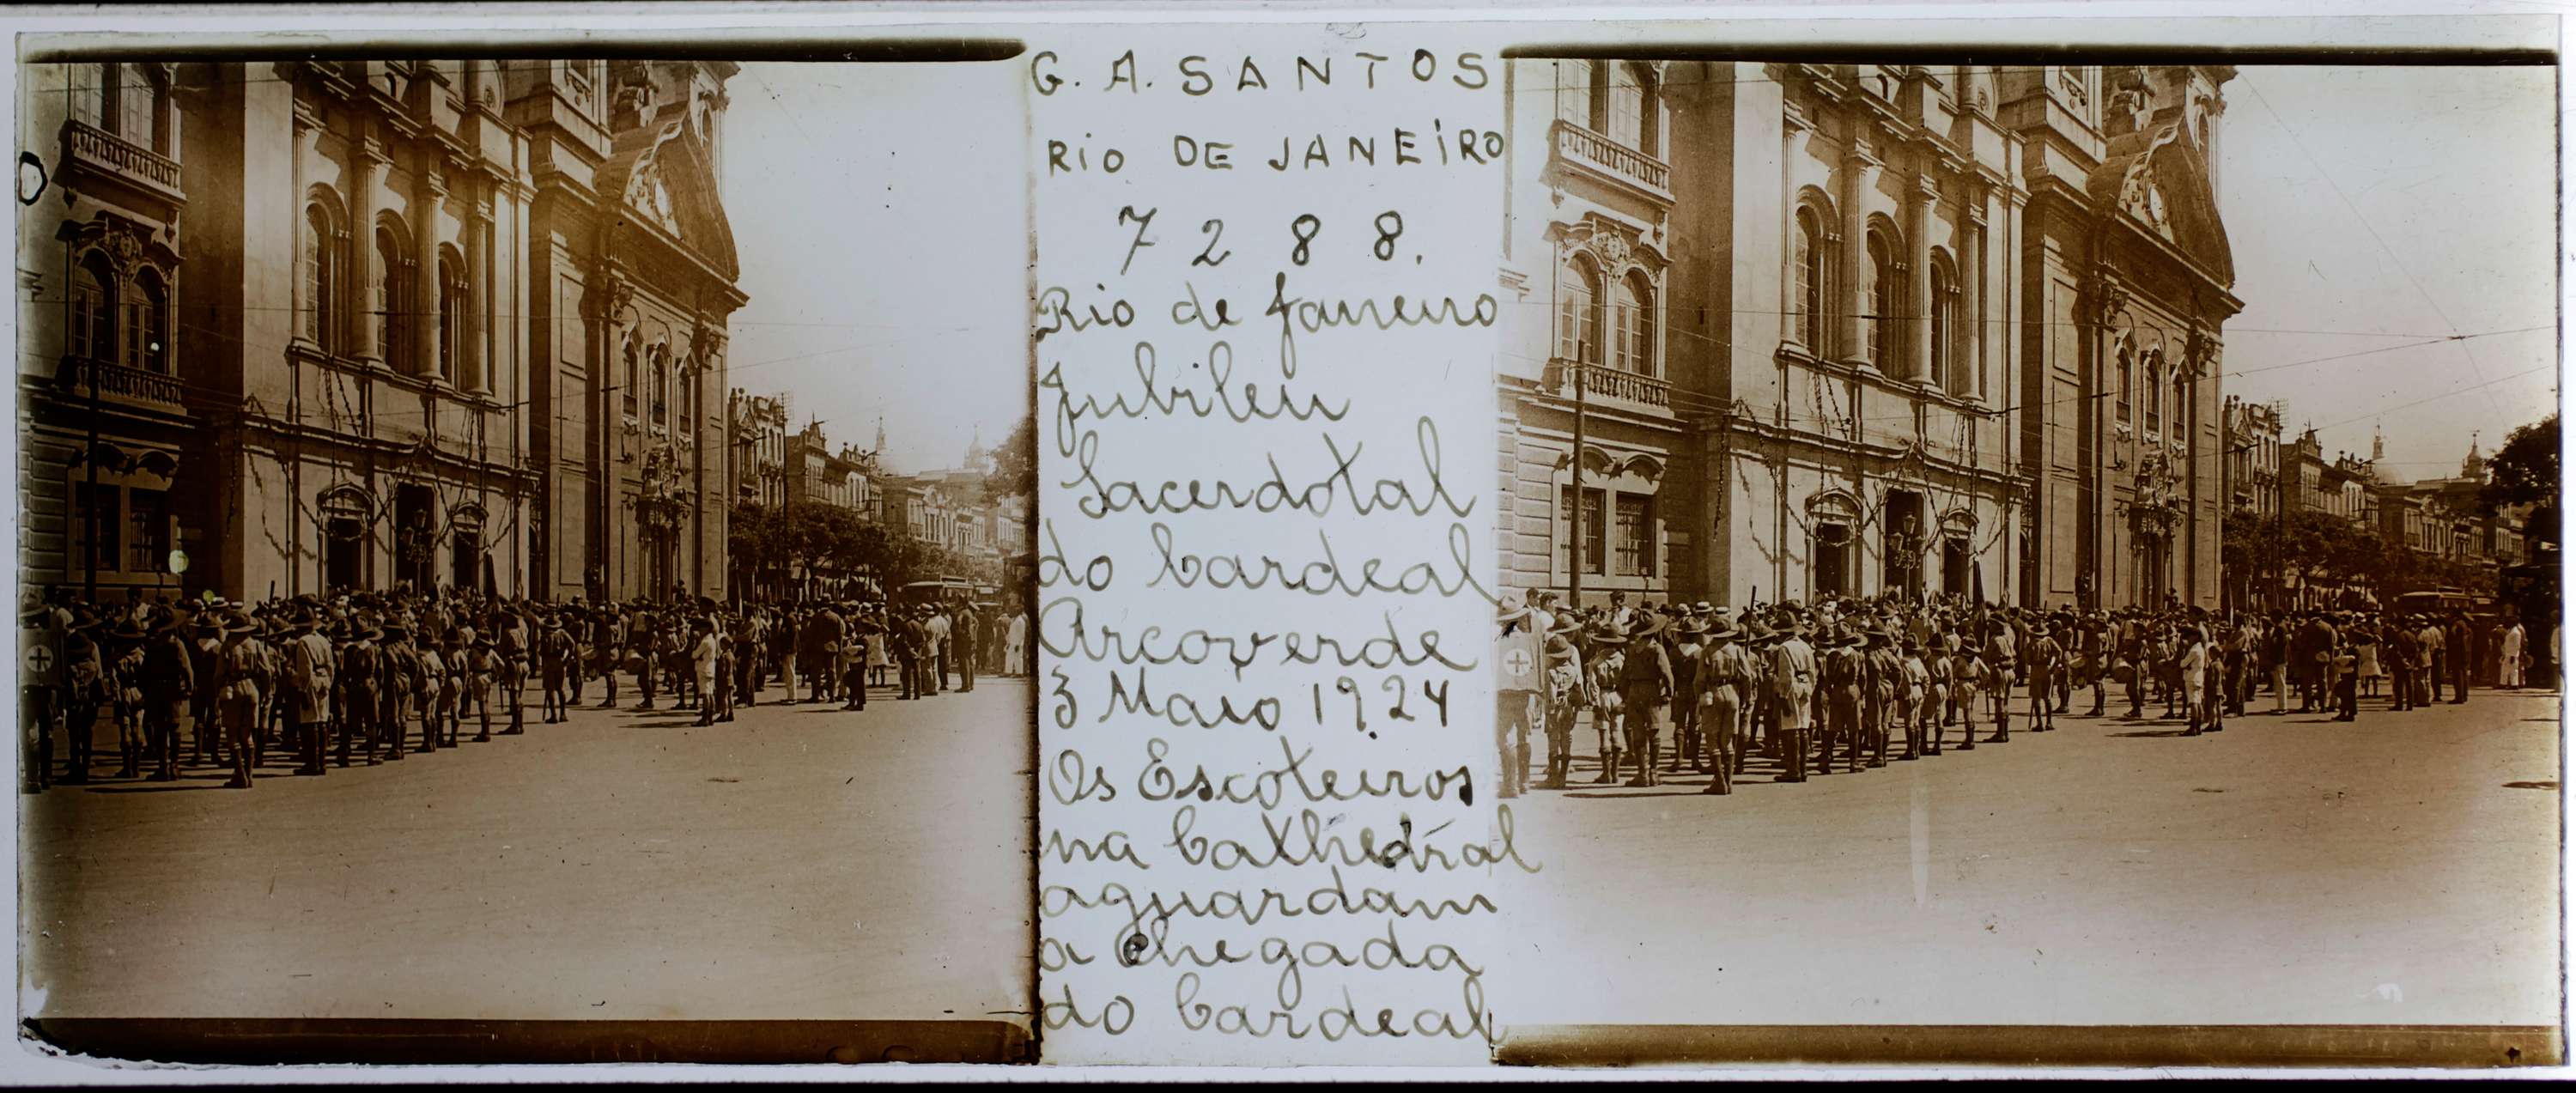 G. A. SANTOS
RIO DE JANEIRO
7288.
Rio de Janeiro
Jubileu
Sacerdotal
do Cardeal
Arcoverde
3 Maio 1924
Os Escoteiros
na Cathedral
aguardam
a chegada
do Cardeal